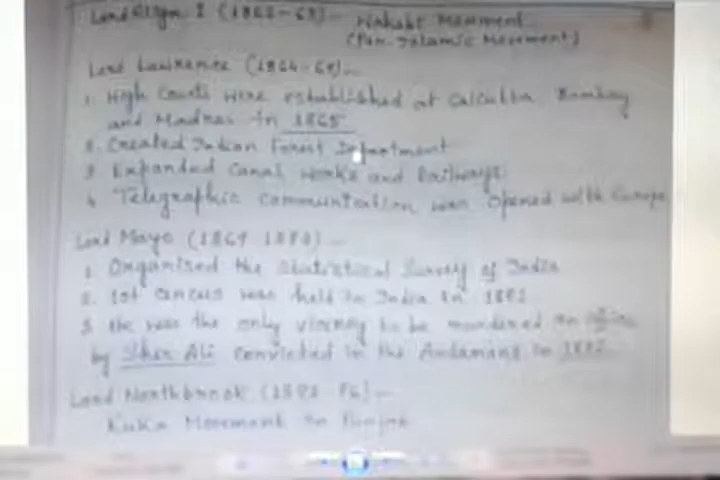 Lord Elgin I (1862-63) - Wahabi Movement
(Pan-Islamic Movement)
Lord Lawrence (1864-69) -
1. High Courts were established at Calcutta Bombay
and Madras in 1865
2. Created Indian Forest Department
3 Expanded Canal works and Railways
4 Telegraphic communication was opened with Europe
Lord Mayo (1869 1872) -
1. Organised the Statistical Survey of India
2. 1st census was held in India in
3 He was the only viceroy to be murdered in office
by Sher Ali convicted in the Andamans in 1872
Lord Northbrook (1872-76) -
Kuka Movement in Punjab